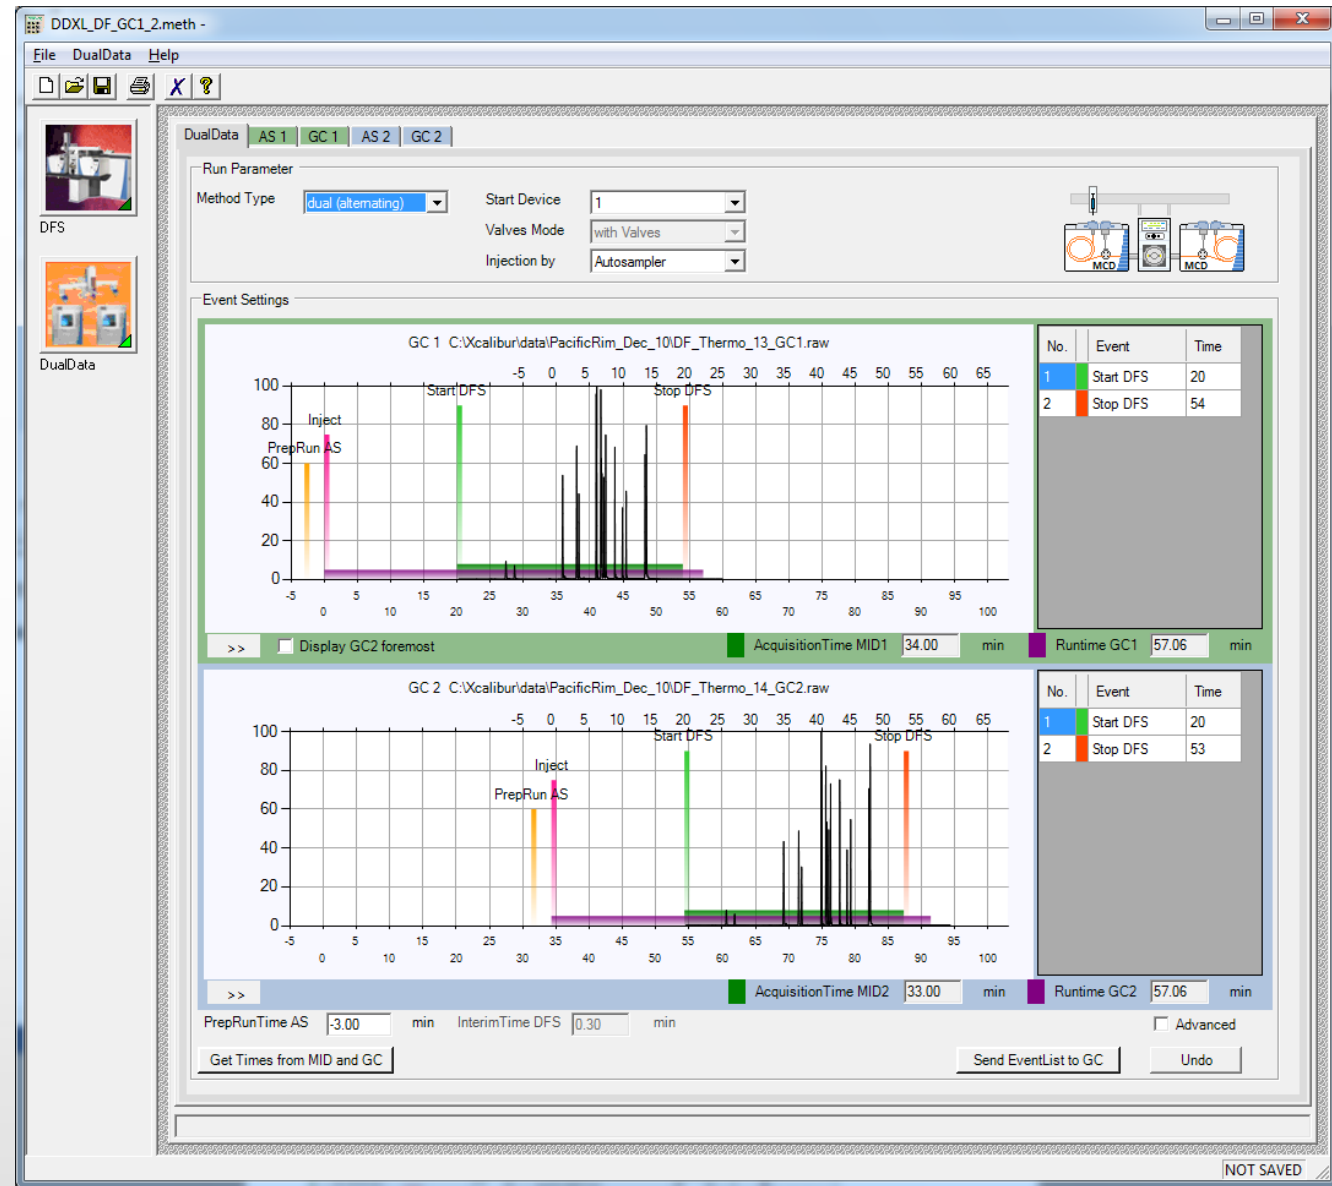 DDXL_DF_GC1_2.meth -
File DualData Help
DFS
DualData
DualData AS 1 GC 1 AS 2 GC 2
Run Parameter
Method Type dual (alternating) Start Device 1
Valves Mode with Valves
Injection by Autosampler
MCD MCD
Event Settings
GC 1 C:\Xcalibur\data\PacificRim_Dec_10\DF_Thermo_13_GC1.raw
-5 0 5 10 15 20 25 30 35 40 45 50 55 60 65
100 80 60 40 20 0
Start DFS Stop DFS
Inject
PrepRun AS
-5 5 15 25 35 45 55 65 75 85 95
0 10 20 30 40 50 60 70 80 90 100
No. Event Time
1 Start DFS 20
2 Stop DFS 54
>> Display GC2 foremost AcquisitionTime MID1 34.00 min Runtime GC1 57.06 min
GC 2 C:\Xcalibur\data\PacificRim_Dec_10\DF_Thermo_14_GC2.raw
-5 0 5 10 15 20 25 30 35 40 45 50 55 60 65
100 80 60 40 20 0
Start DFS Stop DFS
Inject
PrepRun AS
-5 5 15 25 35 45 55 65 75 85 95
0 10 20 30 40 50 60 70 80 90 100
No. Event Time
1 Start DFS 20
2 Stop DFS 53
>> AcquisitionTime MID2 33.00 min Runtime GC2 57.06 min
PrepRunTime AS -3.00 min InterimTime DFS 0.30 min Advanced
Get Times from MID and GC Send EventList to GC Undo
NOT SAVED